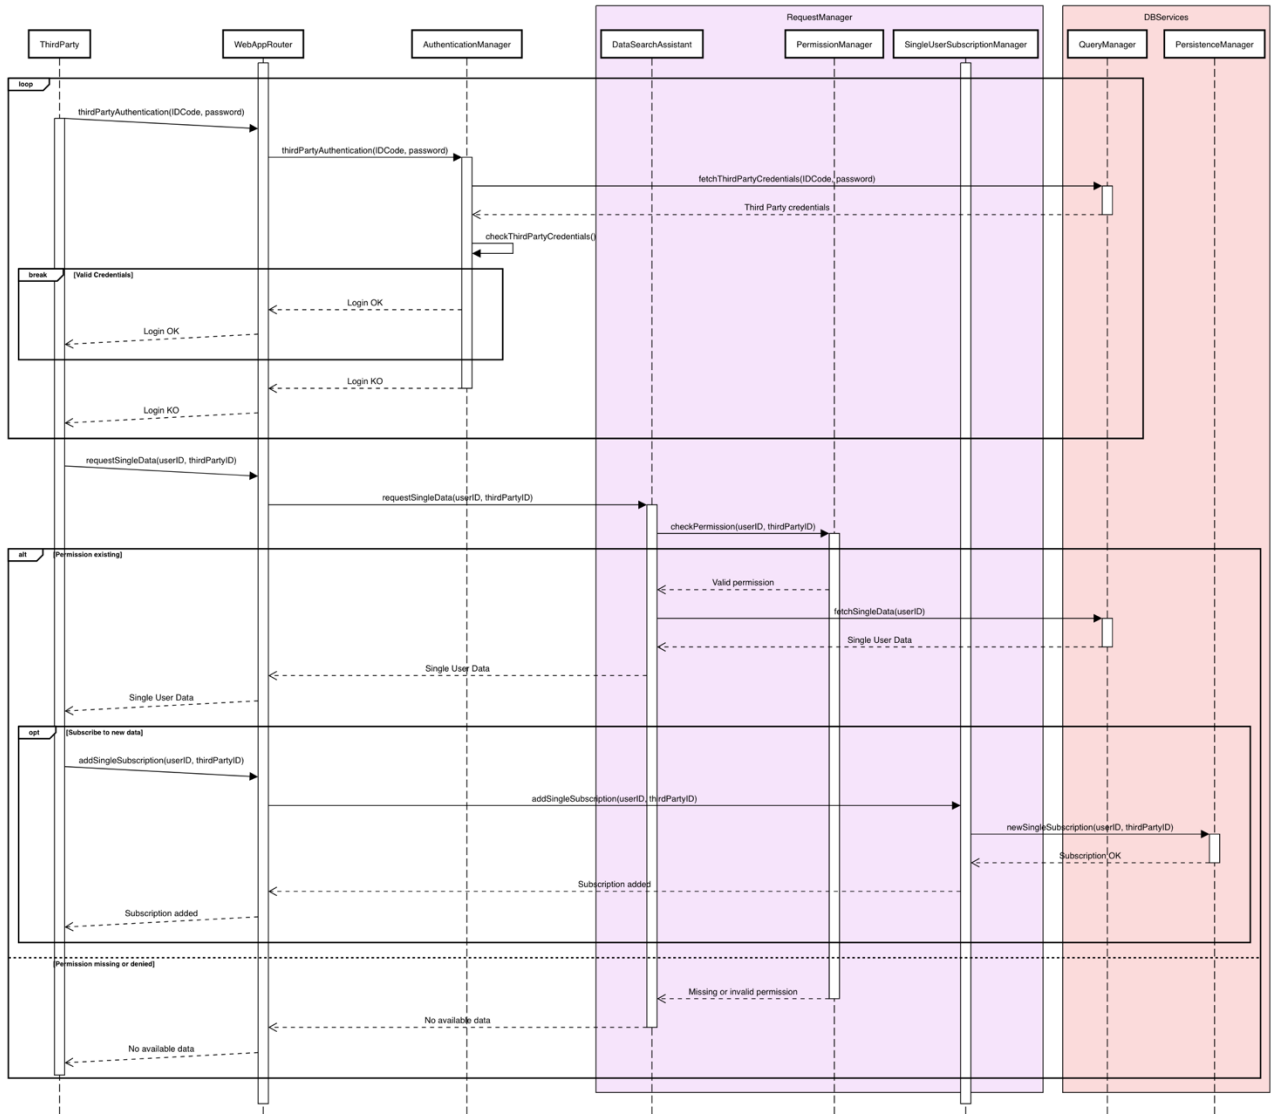 RequestManager
DBServices
ThirdParty
WebAppRouter
AuthenticationManager
DataSearchAssistant
PermissionManager
SingleUserSubscriptionManager
QueryManager
PersistenceManager
loop
thirdPartyAuthentication(IDCode, password)
thirdPartyAuthentication(IDCode, password)
fetchThirdPartyCredentials(IDCode, password)
Third Party credentials
checkThirdPartyCredentials()
break
[Valid Credentials]
Login OK
Login OK
Login KO
Login KO
requestSingleData(userID, thirdPartyID)
requestSingleData(userID, thirdPartyID)
checkPermission(userID, thirdPartyID)
alt
[Permission existing]
Valid permission
fetchSingleData(userID)
Single User Data
Single User Data
Single User Data
opt
[Subscribe to new data]
addSingleSubscription(userID, thirdPartyID)
addSingleSubscription(userID, thirdPartyID)
newSingleSubscription(userID, thirdPartyID)
Subscription OK
Subscription added
Subscription added
[Permission missing or denied]
Missing or invalid permission
No available data
No available data